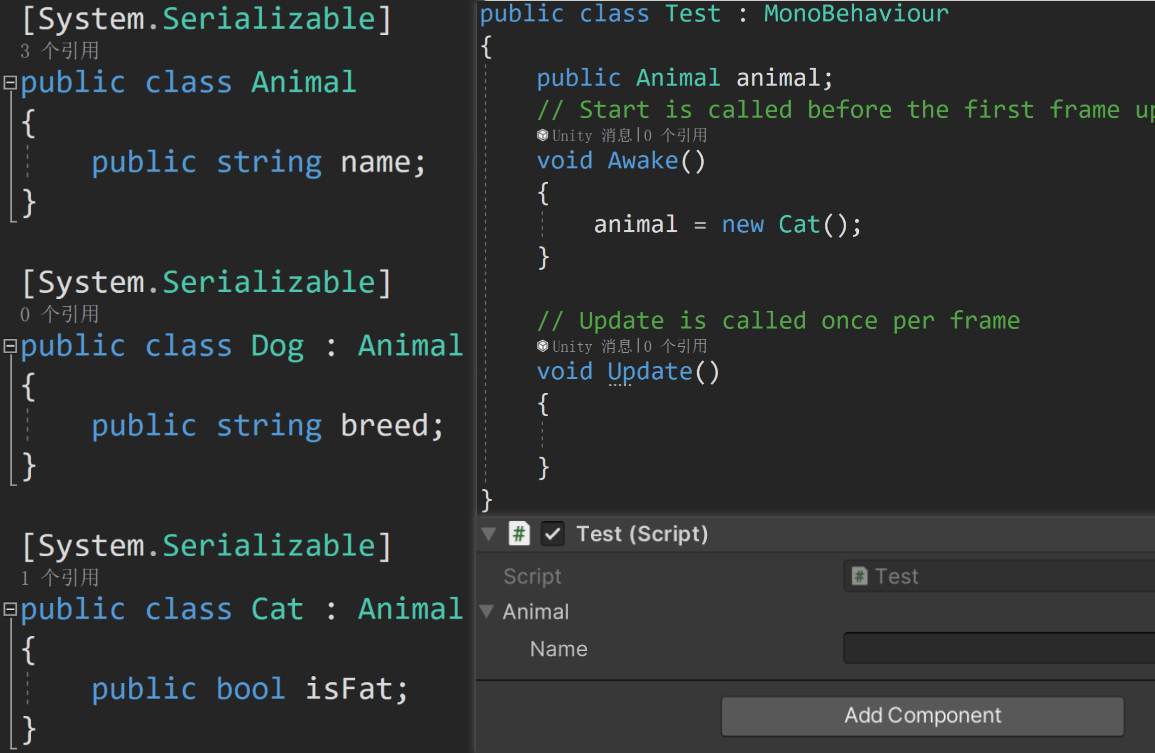 [System.Serializable]
3 个引用
public class Animal
{
public string name;
}
[System.Serializable]
0 个引用
public class Dog : Animal
{
public string breed;
}
[System.Serializable]
1 个引用
public class Cat : Animal
{
public bool isFat;
}
public class Test : MonoBehaviour
{
public Animal animal;
// Start is called before the first frame up
Unity 消息|0 个引用
void Awake()
{
animal = new Cat();
}
// Update is called once per frame
Unity 消息|0 个引用
void Update()
{
}
}
# Test (Script)
Script # Test
Animal
Name
Add Component